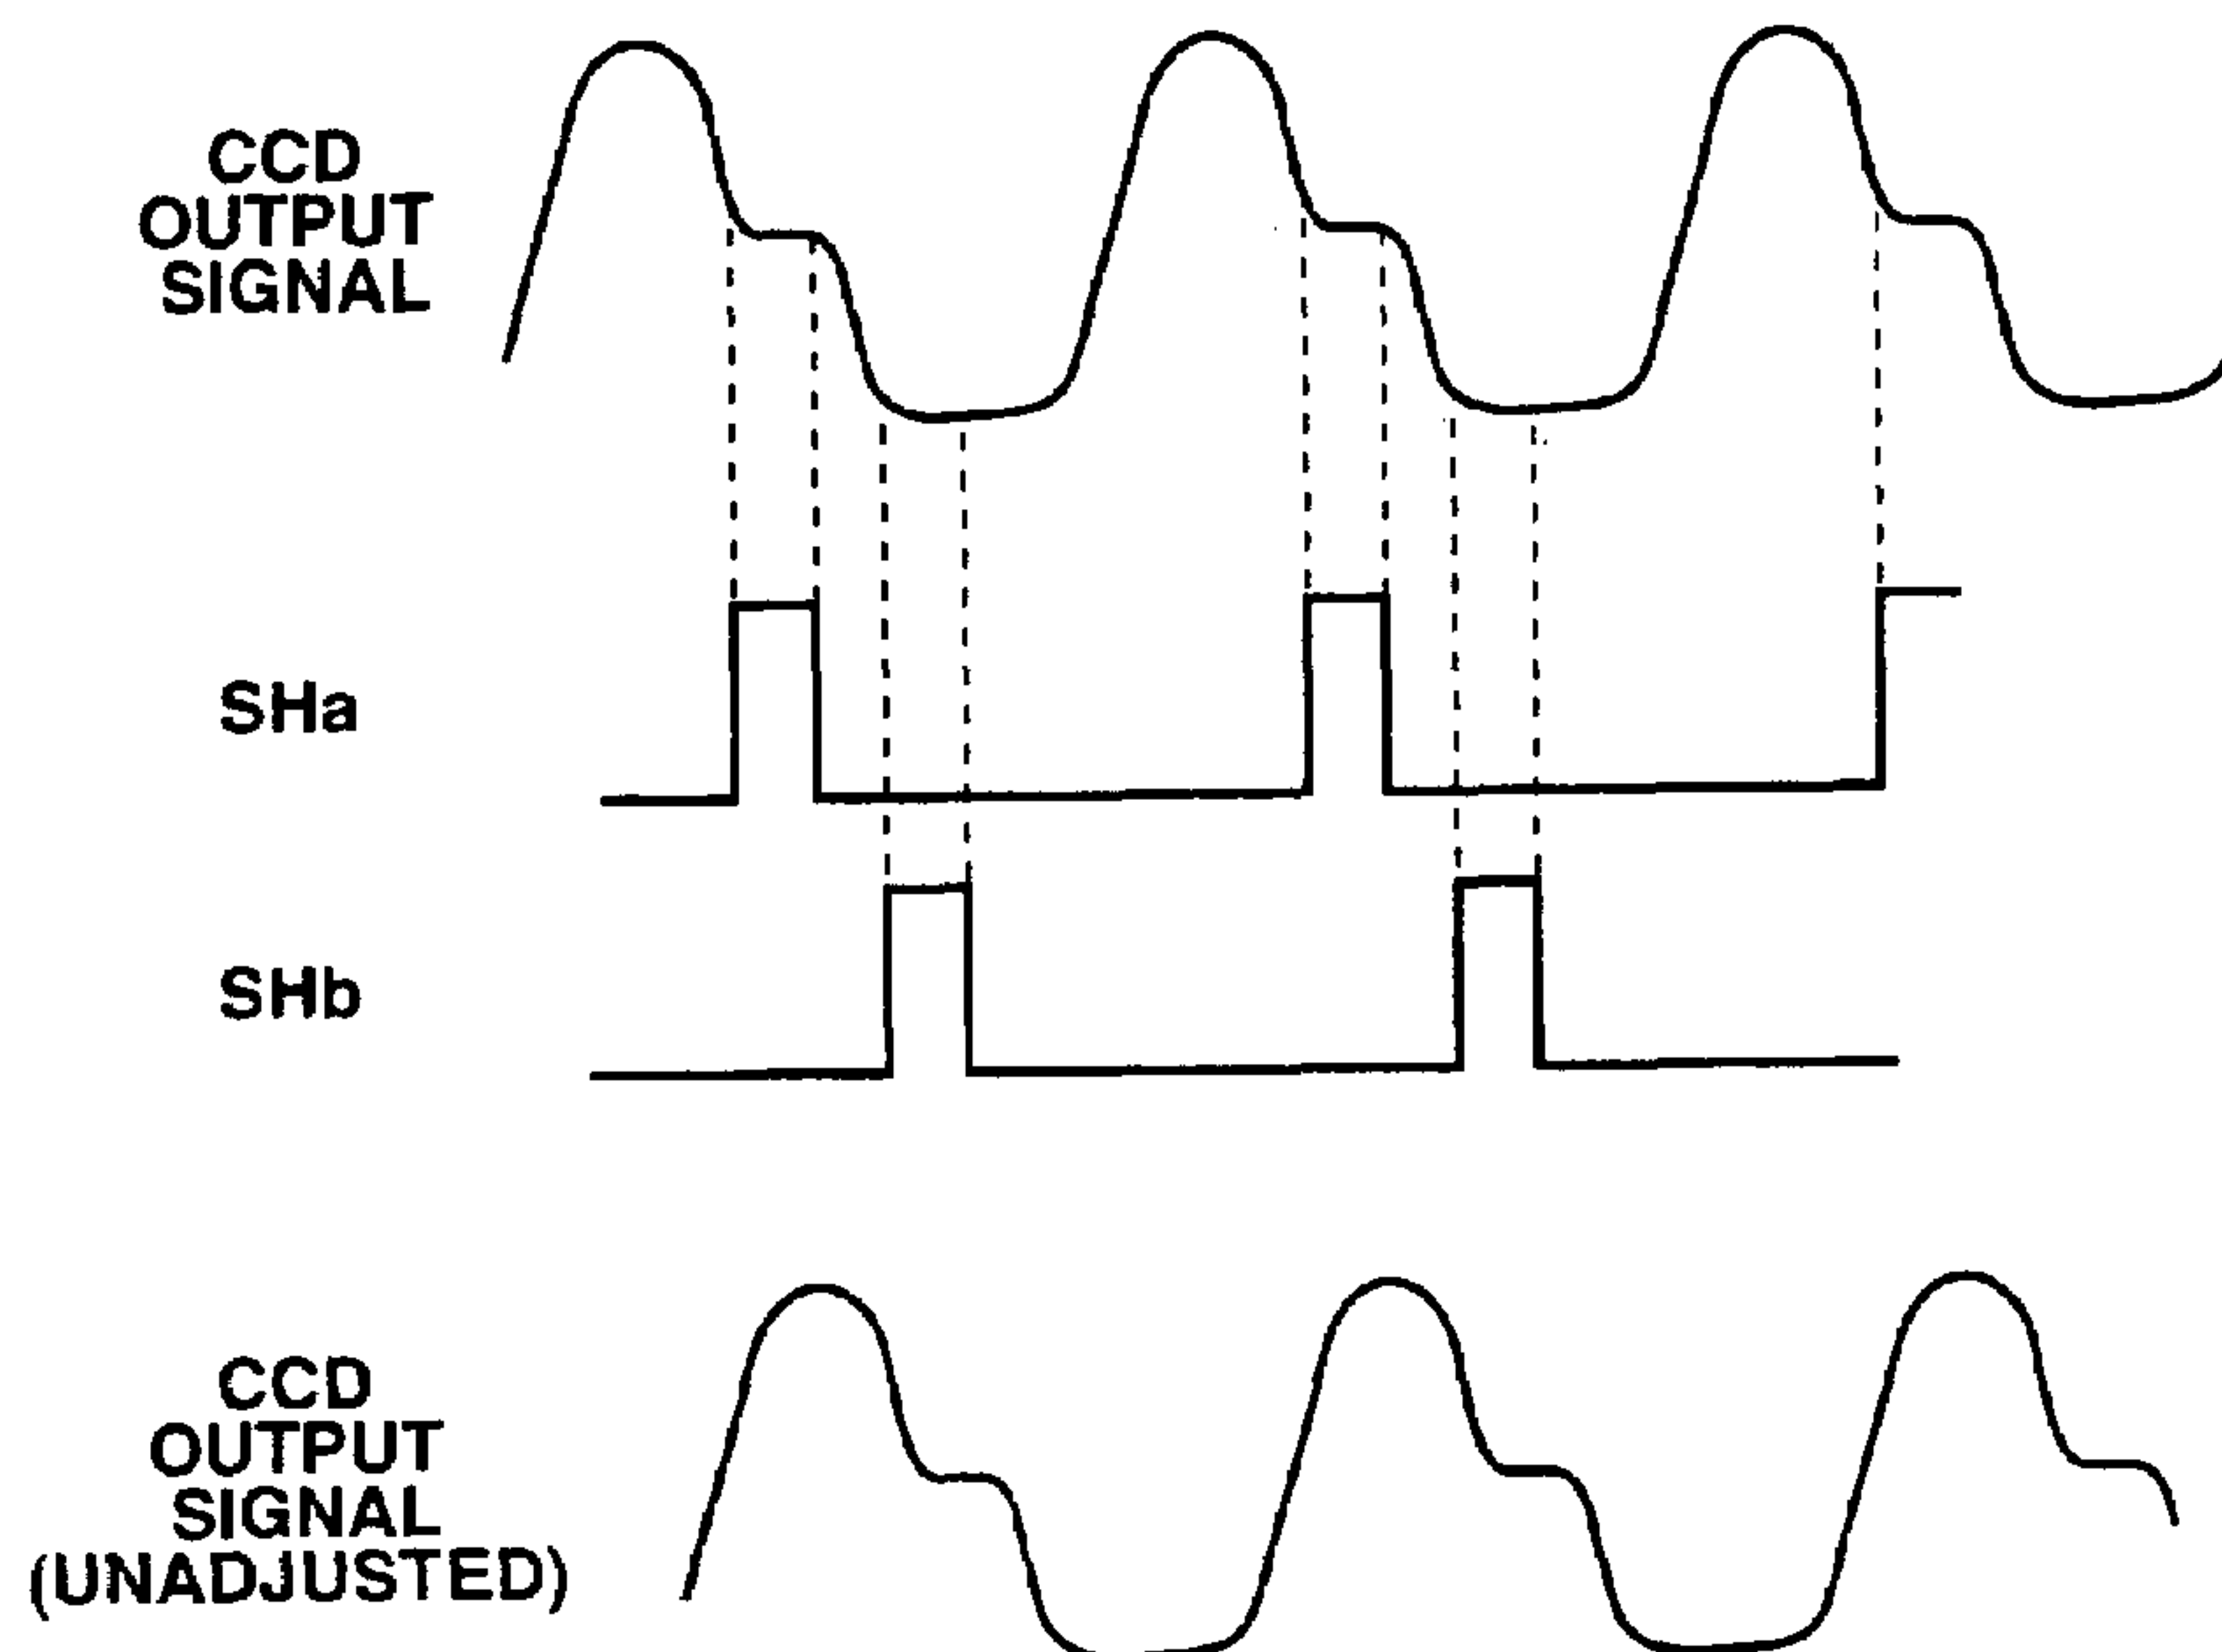 CCD
OUTPUT
SIGNAL
SHa
SHb
CCD
OUTPUT
SIGNAL
(UNADJUSTED)